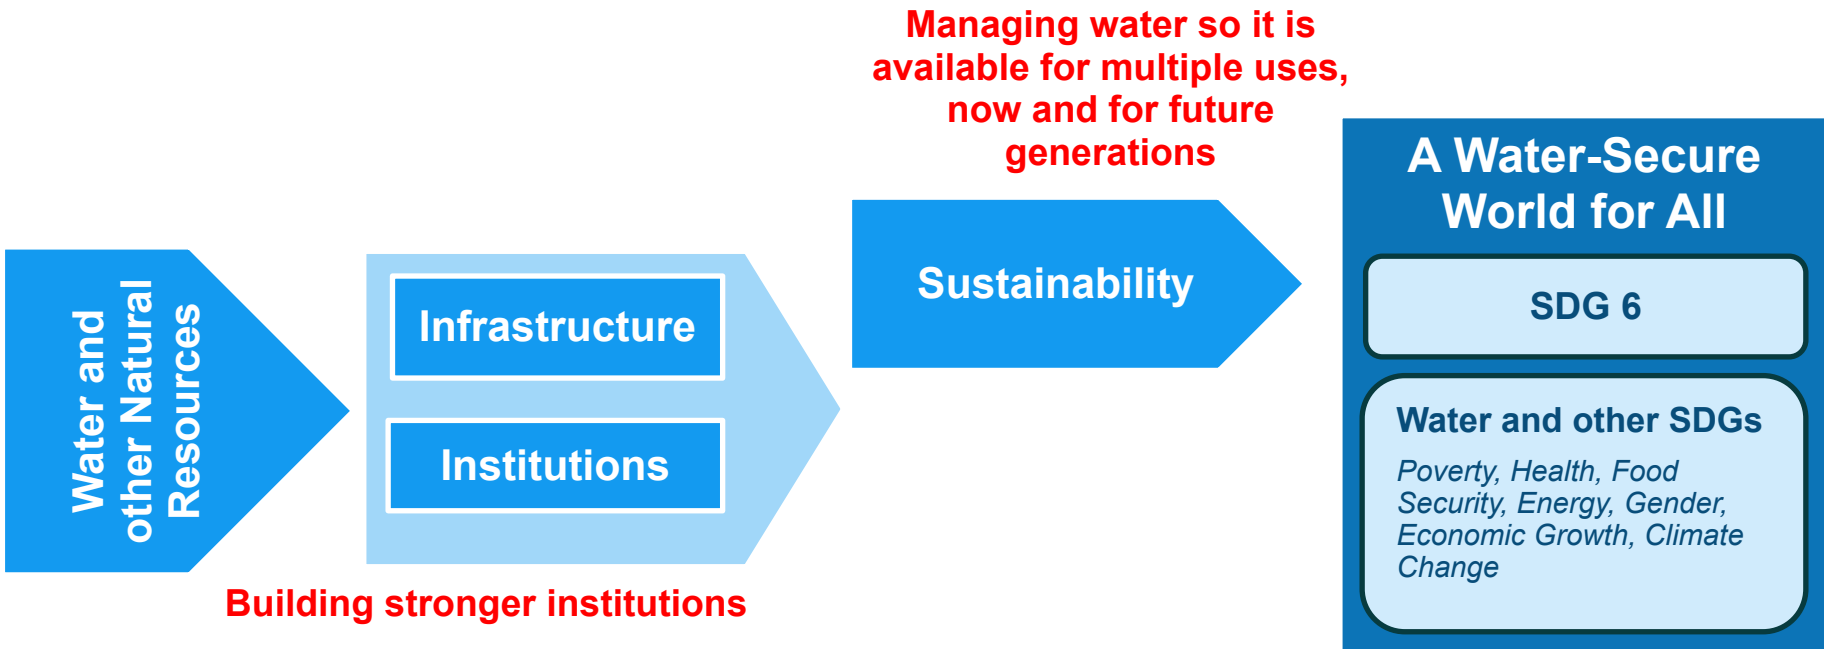 Managing water so it is
available for multiple uses,
now and for future
generations
Water and
other Natural
Resources
Infrastructure
Institutions
Building stronger institutions
Sustainability
A Water-Secure
World for All
SDG 6
Water and other SDGs
Poverty, Health, Food
Security, Energy, Gender,
Economic Growth, Climate
Change